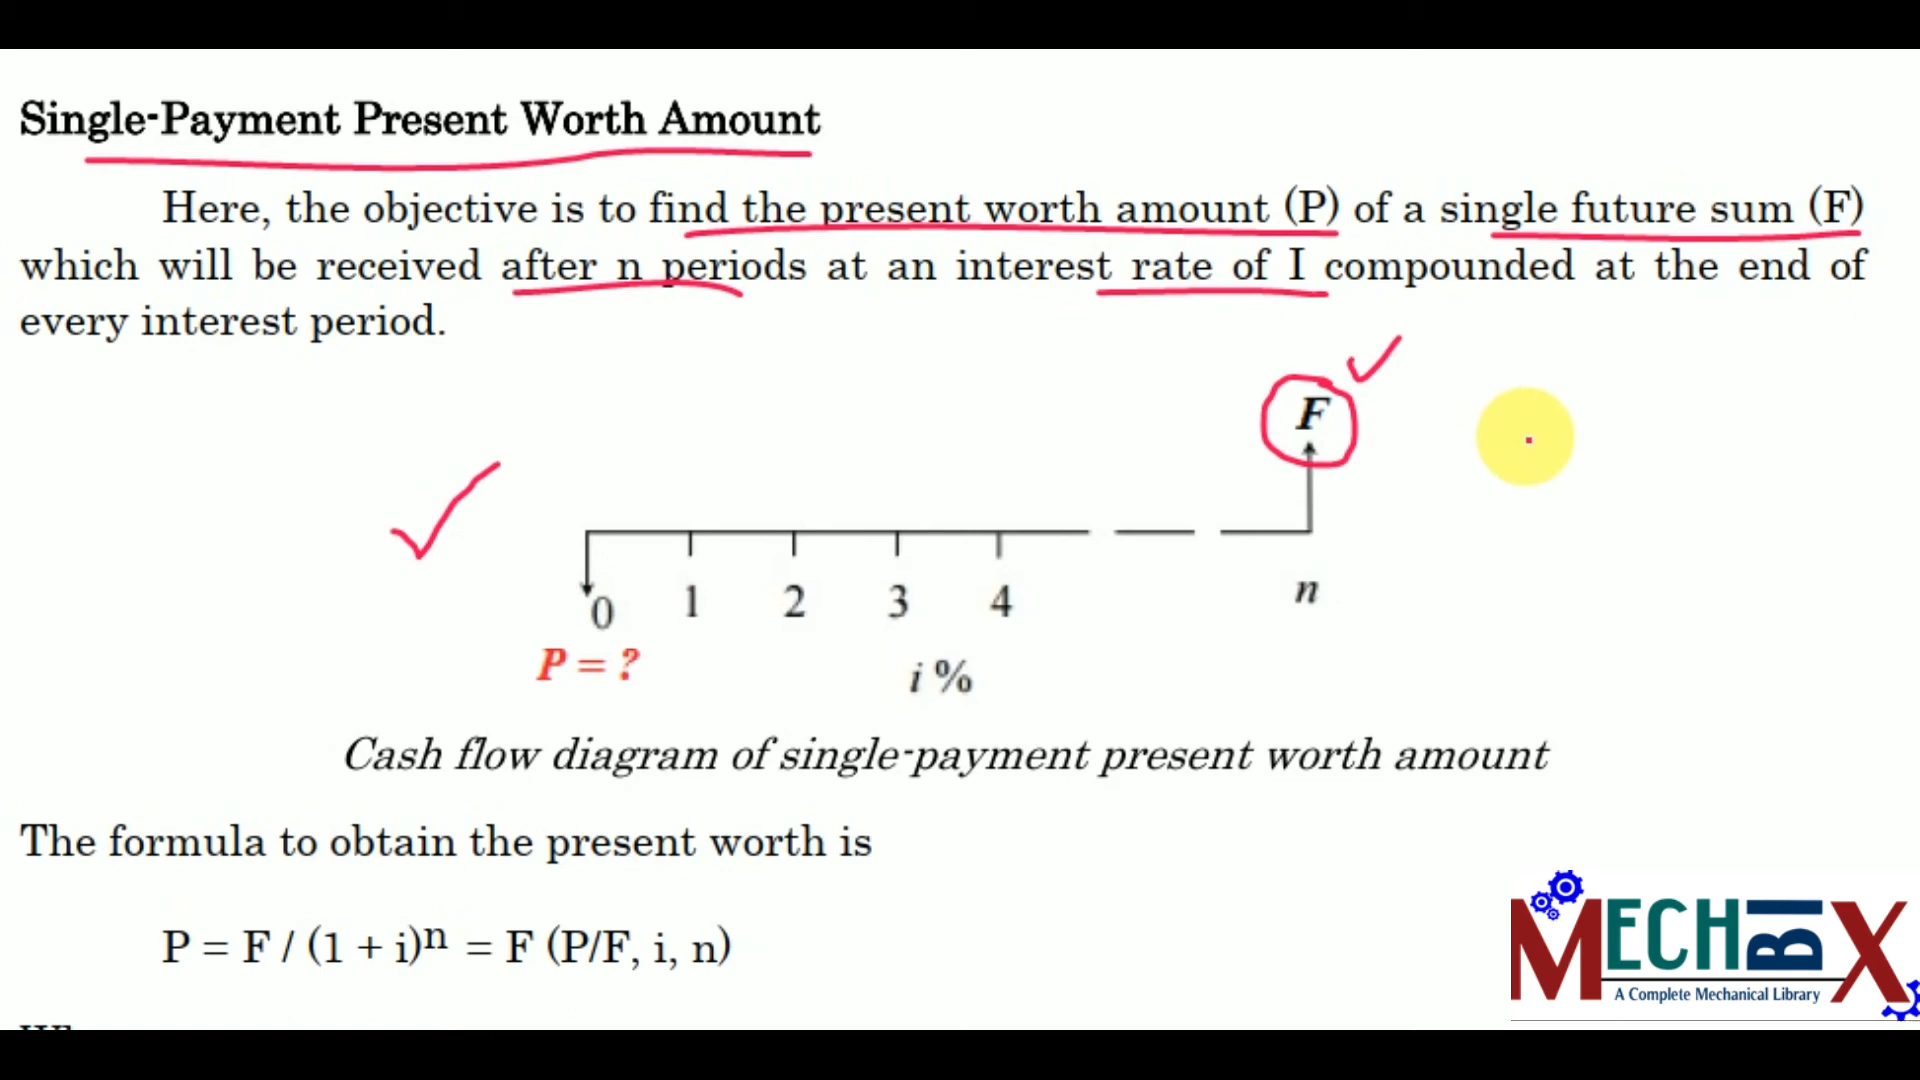 Single-Payment Present Worth Amount
Here, the objective is to find the present worth amount (P) of a single future sum (F)
which will be received after n periods at an interest rate of I compounded at the end of
every interest period.
F
0 1 2 3 4 n
P = ?
i %
Cash flow diagram of single-payment present worth amount
The formula to obtain the present worth is
P = F / (1 + i)ⁿ = F (P/F, i, n)
MECHBIX
A Complete Mechanical Library